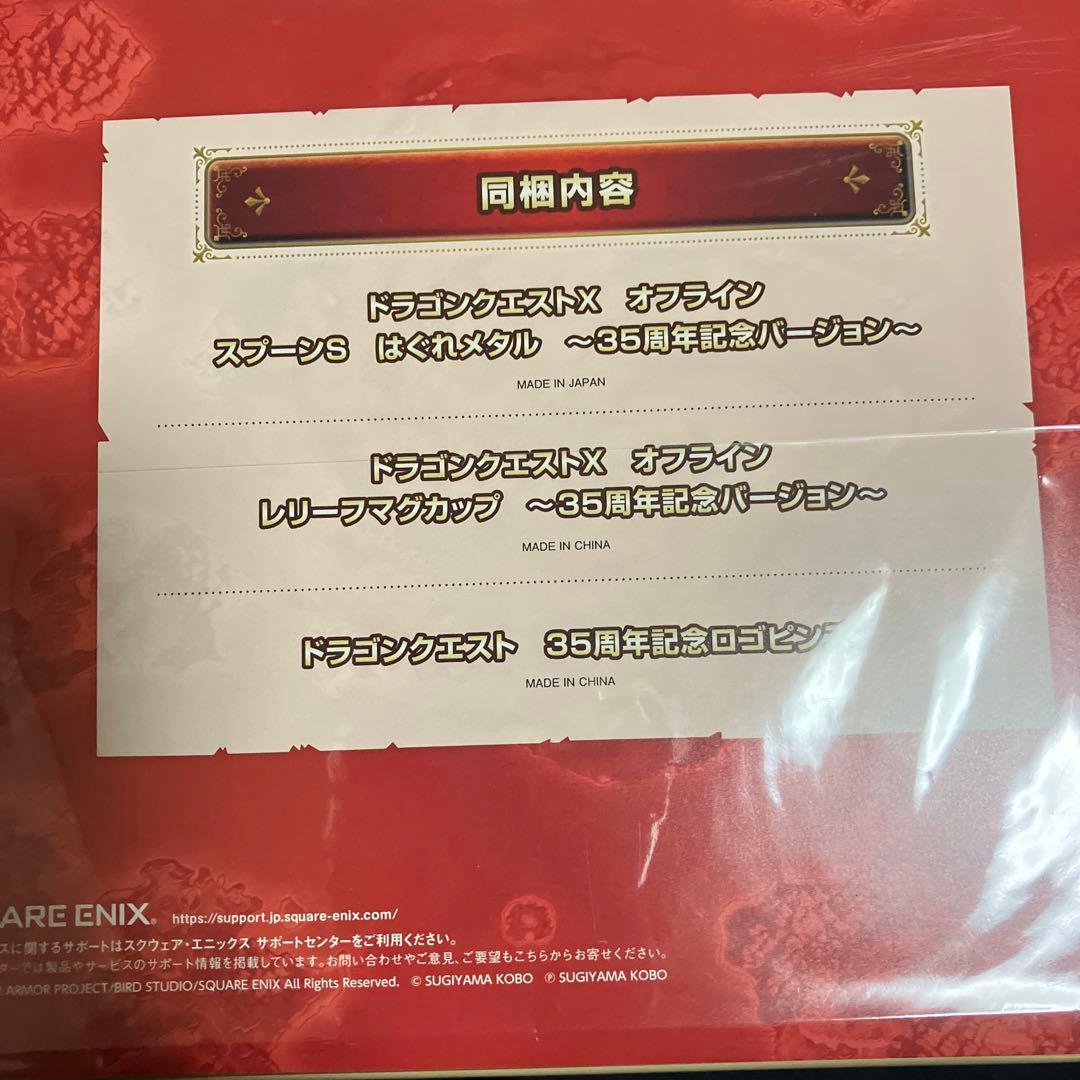 同梱内容
ドラゴンクエストX オフライン
スプーンS はぐれメタル 〜35周年記念バージョン〜
MADE IN JAPAN
ドラゴンクエストX オフライン
レリーフマグカップ 〜35周年記念バージョン〜
MADE IN CHINA
ドラゴンクエスト 35周年記念ロゴピン
MADE IN CHINA
ARE ENIX® https://support.jp.square-enix.com/
スに関するサポートはスクウェア・エニックス サポートセンターをご利用ください。
ターでは製品やサービスのサポート情報を掲載しています。お問い合わせやご意見、ご要望もこちらからお寄せください。
ARMOR PROJECT/BIRD STUDIO/SQUARE ENIX All Rights Reserved. © SUGIYAMA KOBO ℗ SUGIYAMA KOBO